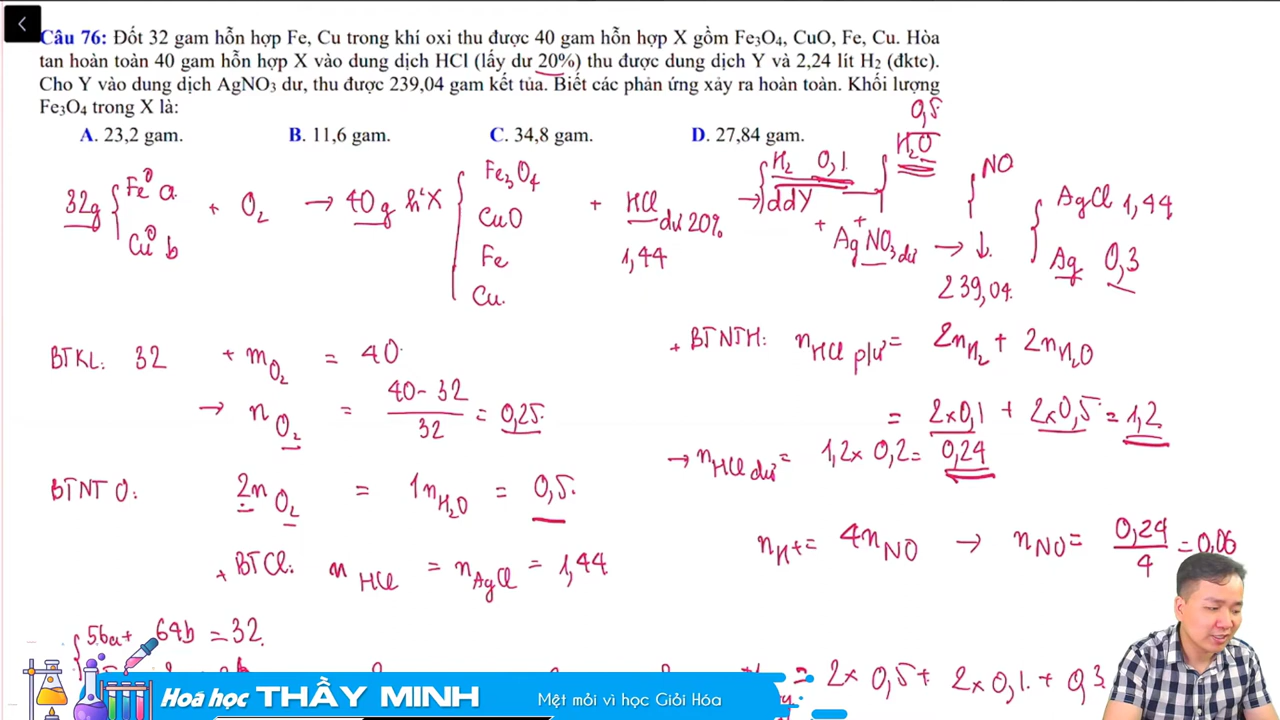 Câu 76: Đốt 32 gam hỗn hợp Fe, Cu trong khí oxi thu được 40 gam hỗn hợp X gồm Fe3O4, CuO, Fe, Cu. Hòa
tan hoàn toàn 40 gam hỗn hợp X vào dung dịch HCl (lấy dư 20%) thu được dung dịch Y và 2,24 lít H2 (đktc).
Cho Y vào dung dịch AgNO3 dư, thu được 239,04 gam kết tủa. Biết các phản ứng xảy ra hoàn toàn. Khối lượng
Fe3O4 trong X là:
A. 23,2 gam. B. 11,6 gam. C. 34,8 gam. D. 27,84 gam.
0,5
32g { Fe⁰ a
Cu⁰ b
+ O2 → 40g h² X { Fe3O4
CuO
Fe
Cu.
+ HCl dư 20%
1,44
→ { H2 0,1
ddY
{ H2O
+ Ag⁺NO3 dư →
{ NO
↓
239,04.
{ AgCl 1,44
Ag 0,3
BTKL: 32 + mO2 = 40
→ nO2 = (40 - 32)/32 = 0,25.
BTNT O: 2nO2 = 1nH2O = 0,5.
+ BTCl: nHCl = nAgCl = 1,44
{ 56a + 64b = 32.
+ BTNTH: nHCl p/ư = 2nH2 + 2nH2O
= 2×0,1 + 2×0,5 = 1,2
→ nHCl dư = 1,2×0,2 = 0,24
nH+ = 4nNO → nNO = 0,24/4 = 0,06
= 2×0,5 + 2×0,1 + 0,3
Hoá học THẦY MINH
Mệt mỏi vì học Giỏi Hóa